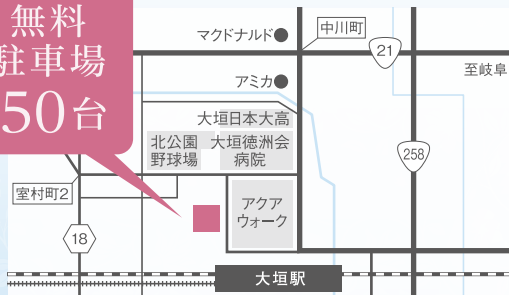 無料
駐車場
50台
マクドナルド
中川町
21
至岐阜
アミカ
大垣日本大高
北公園
野球場
大垣徳洲会
病院
258
室村町2
アクア
ウォーク
18
大垣駅